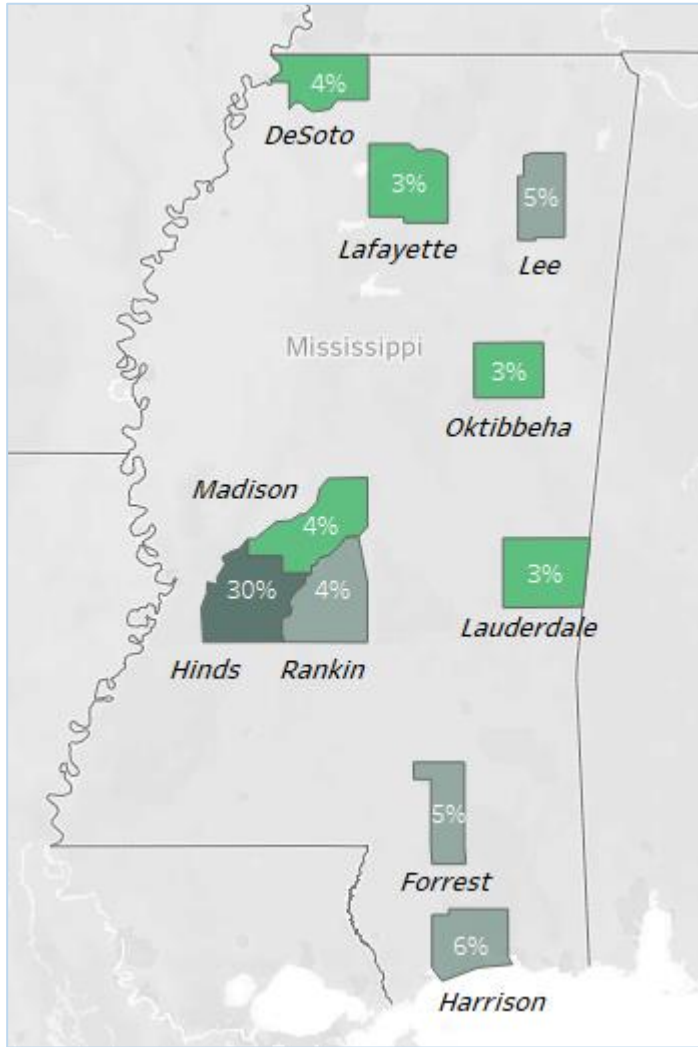 4%
DeSoto
3%
Lafayette
5%
Lee
Mississippi
3%
Oktibbeha
Madison
4%
30%
4%
Hinds
Rankin
3%
Lauderdale
5%
Forrest
6%
Harrison